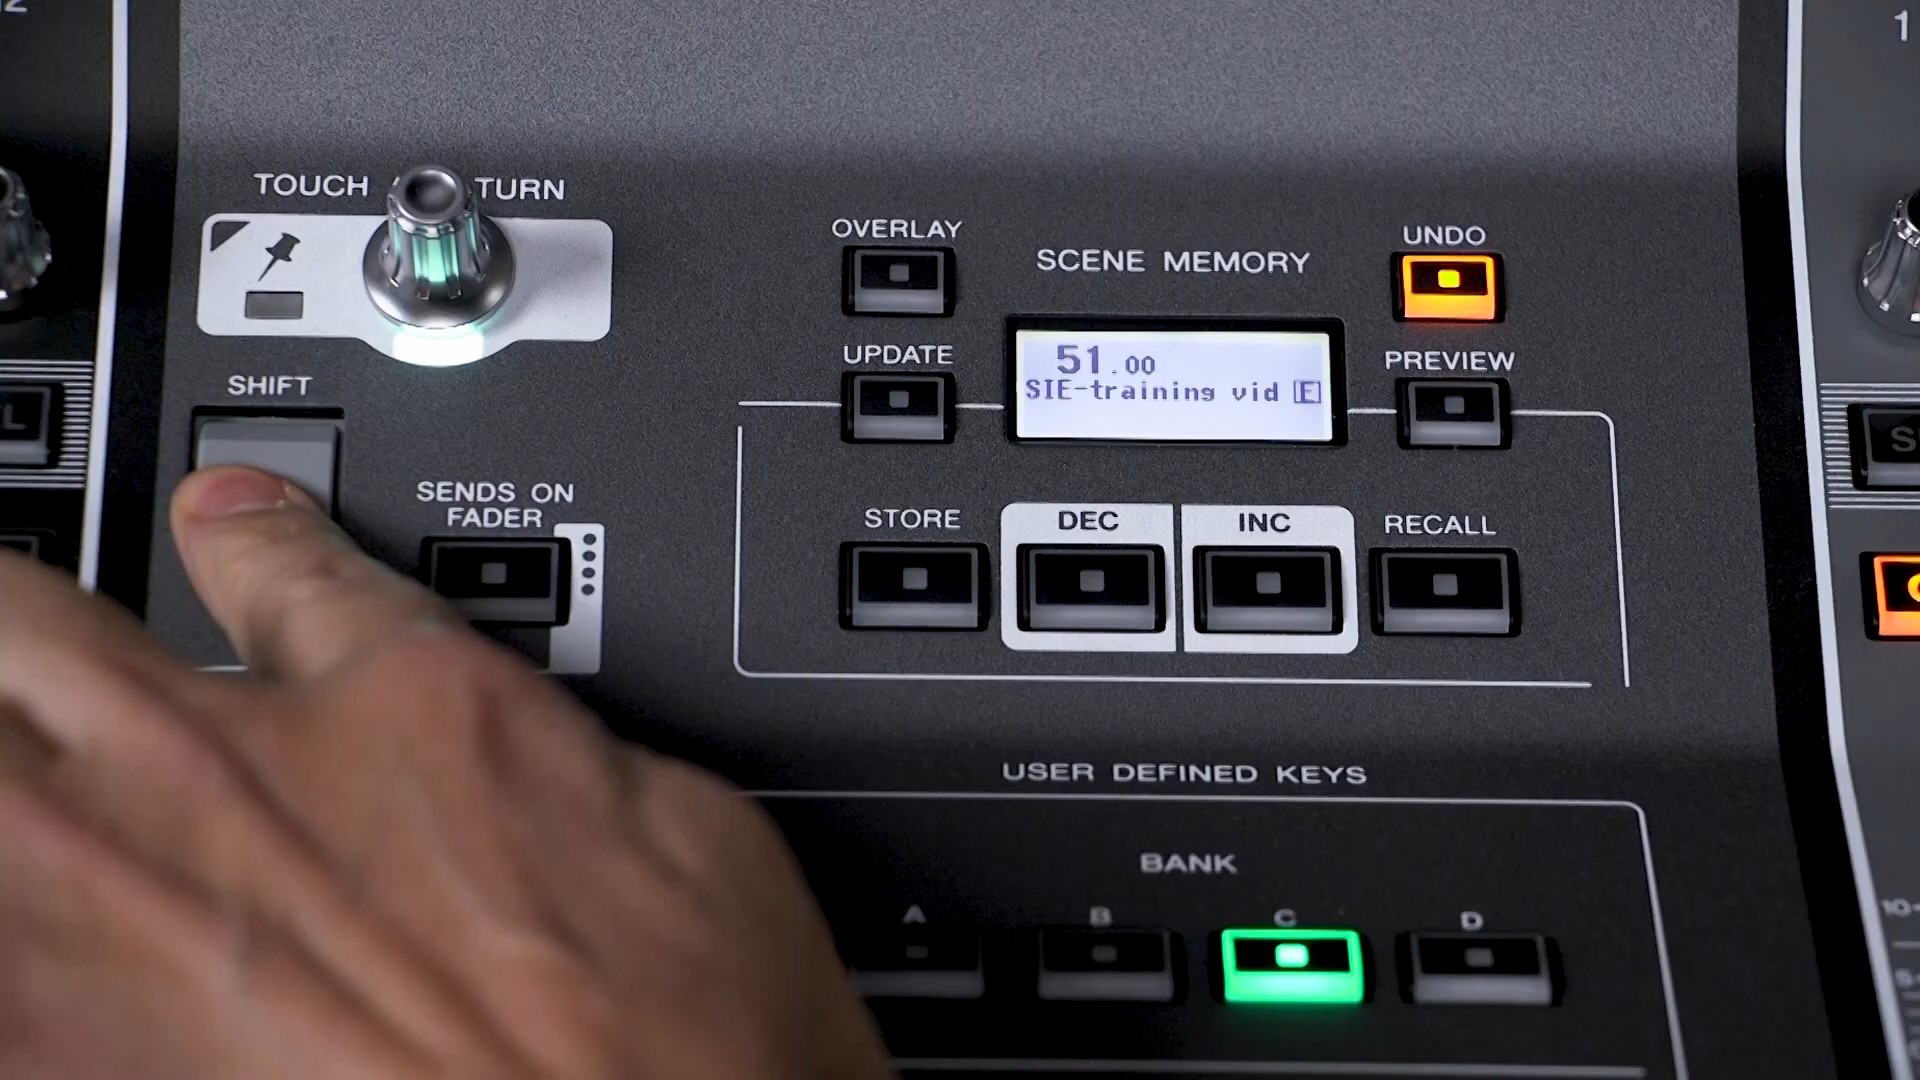 TOUCH TURN
OVERLAY
SCENE MEMORY
UNDO
UPDATE
51.00
SIE-training vid E
PREVIEW
SHIFT
SENDS ON
FADER
STORE
DEC
INC
RECALL
USER DEFINED KEYS
BANK
A B C D